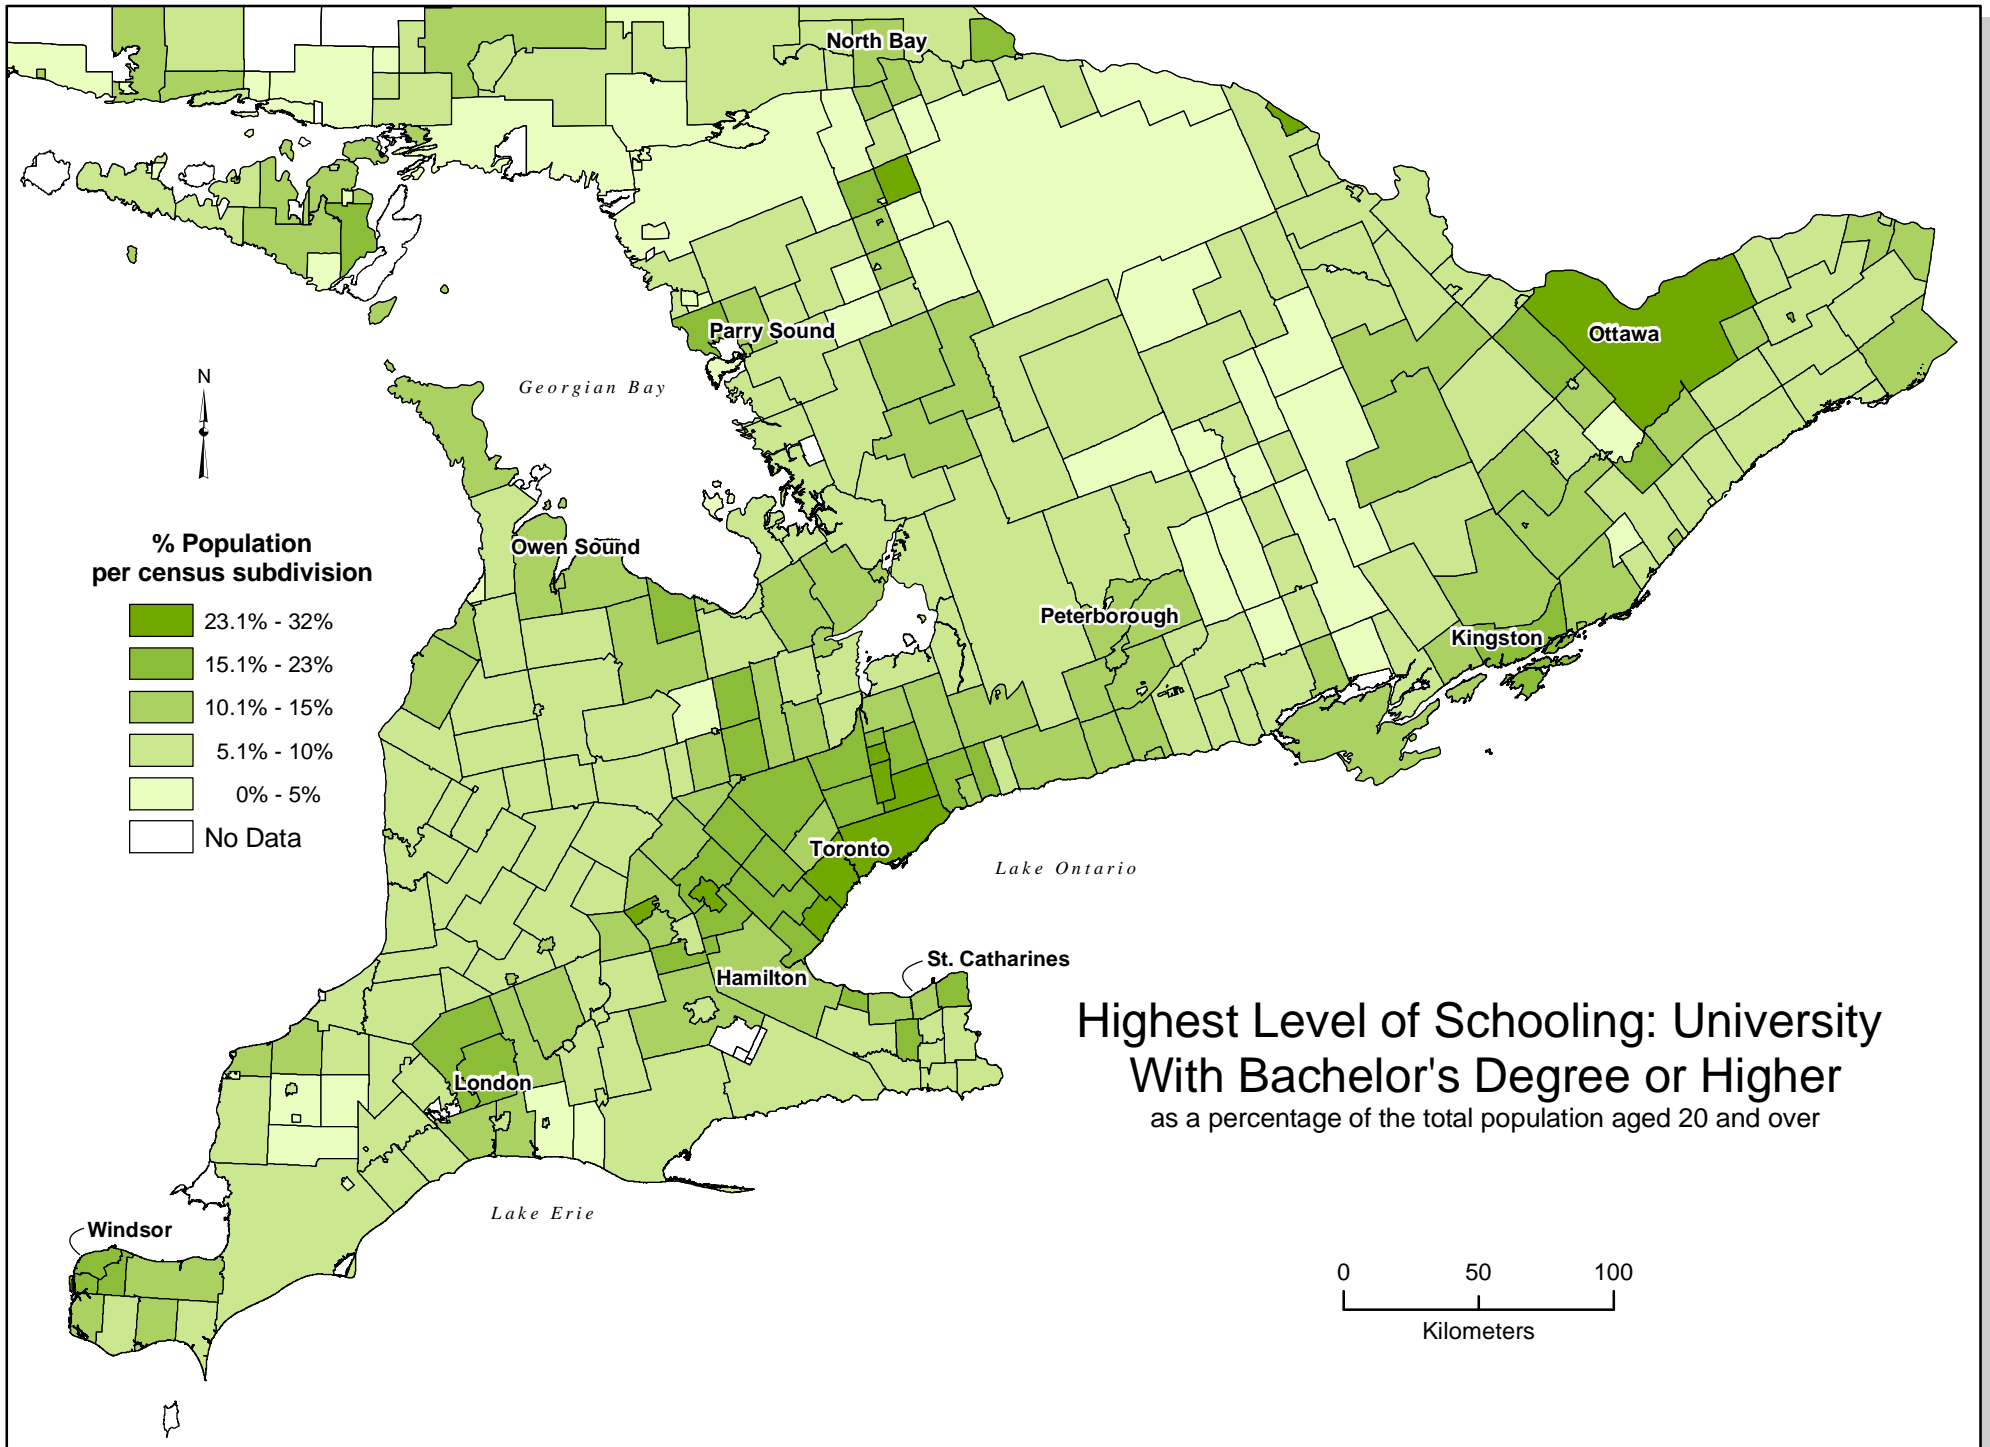 North Bay
Parry Sound
Ottawa
Georgian Bay
N
% Population
per census subdivision
23.1% - 32%
15.1% - 23%
10.1% - 15%
5.1% - 10%
0% - 5%
No Data
Owen Sound
Peterborough
Kingston
Toronto
Lake Ontario
Hamilton
St. Catharines
London
Highest Level of Schooling: University
With Bachelor's Degree or Higher
as a percentage of the total population aged 20 and over
Lake Erie
Windsor
0 50 100
Kilometers